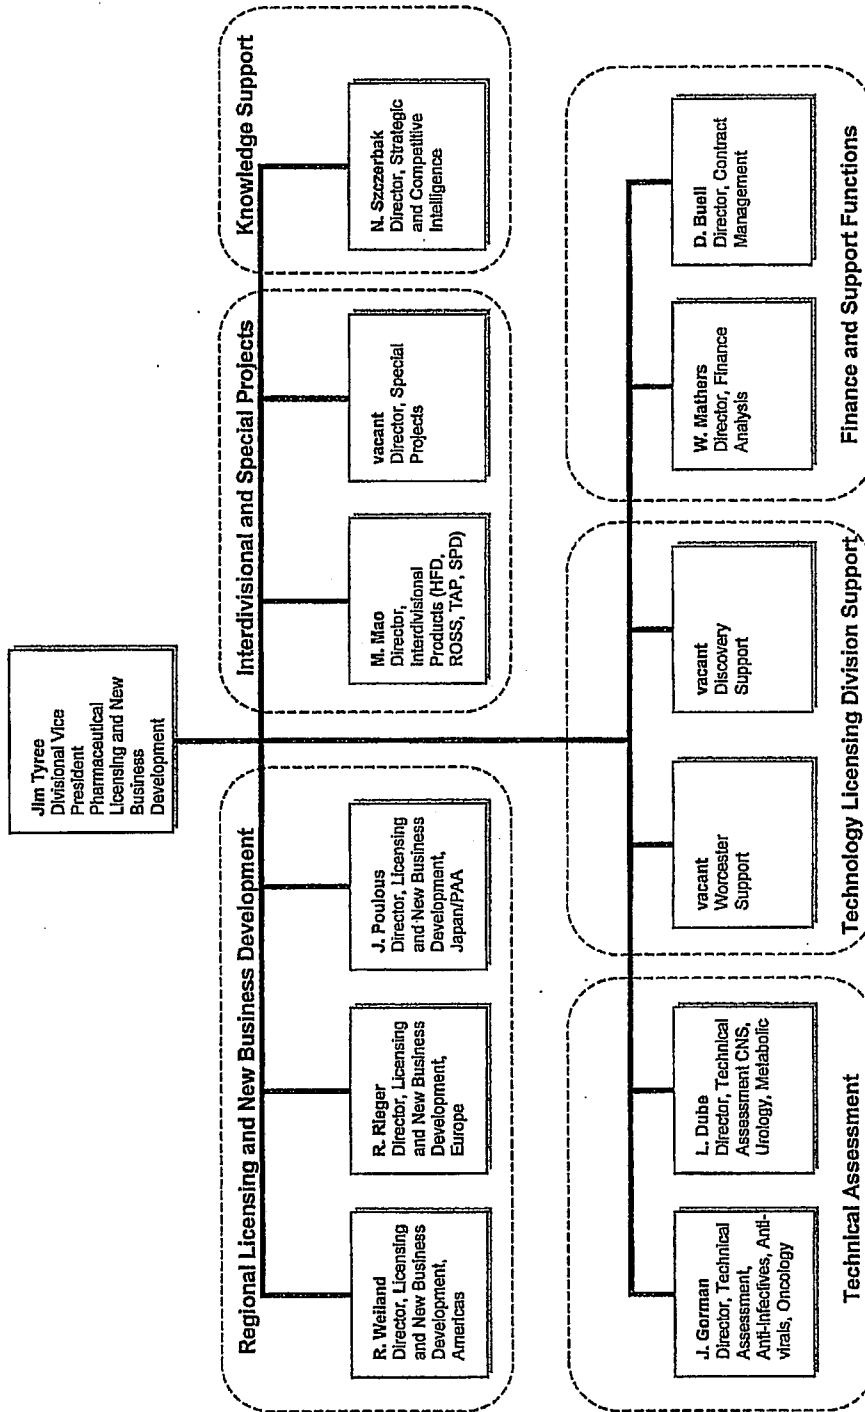 Jim Tyree
Divisional Vice
President
Pharmaceutical
Licensing and New
Business
Development
Regional Licensing and New Business Development
R. Weiland
Director, Licensing
and New Business
Development,
Americas
R. Rieger
Director, Licensing
and New Business
Development,
Europe
J. Poulous
Director, Licensing
and New Business
Development,
Japan/PAA
Interdivisional and Special Projects
M. Mao
Director,
Interdivisional
Products (HFD,
ROSS, TAP, SPD)
vacant
Director, Special
Projects
Knowledge Support
N. Szczerbak
Director, Strategic
and Competitive
Intelligence
J. Gorman
Director, Technical
Assessment,
Anti-Infectives, Anti-
virals, Oncology
L. Dube
Director, Technical
Assessment CNS,
Urology, Metabolic
Technical Assessment
vacant
Worcester
Support
vacant
Discovery
Support
Technology Licensing Division Support
W. Mathers
Director, Finance
Analysis
D. Buell
Director, Contract
Management
Finance and Support Functions